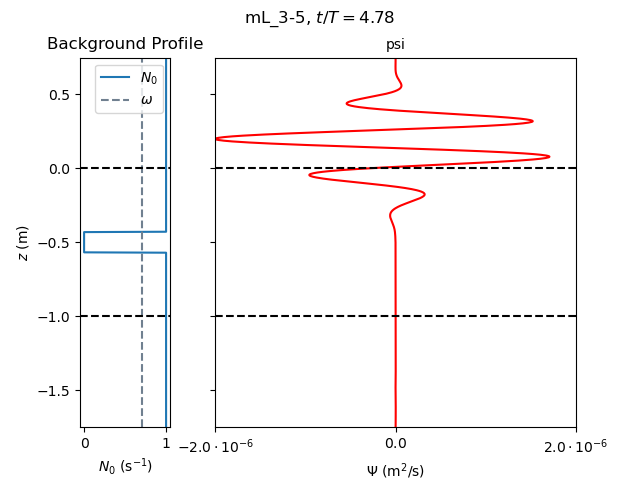 mL_3-5, t/T = 4.78
Background Profile
psi
N₀
ω
0.5
0.0
−0.5
−1.0
−1.5
z (m)
0 1
N₀ (s⁻¹)
−2.0 · 10⁻⁶ 0.0 2.0 · 10⁻⁶
Ψ (m²/s)